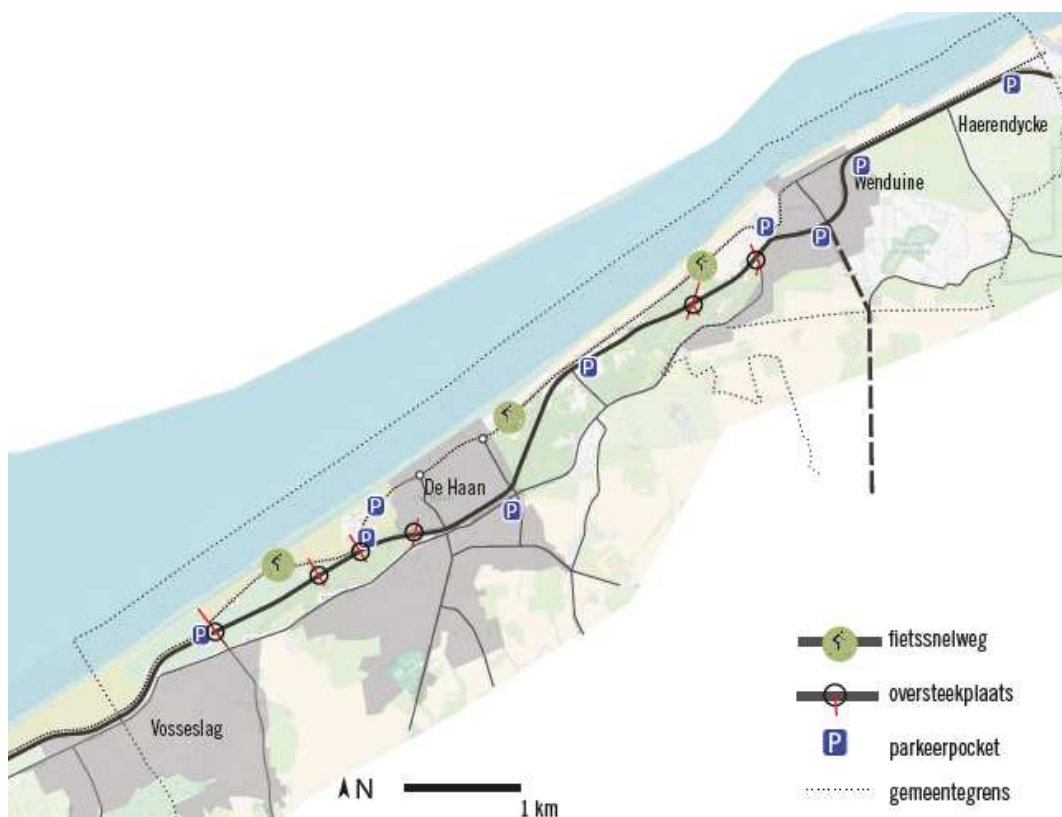 Haerendycke
P
P
Wenduine
P
P
P
De Haan
P
P
P
P
Vosseslag
fietssnelweg
oversteekplaats
P parkeerpocket
gemeentegrens
N
1 km